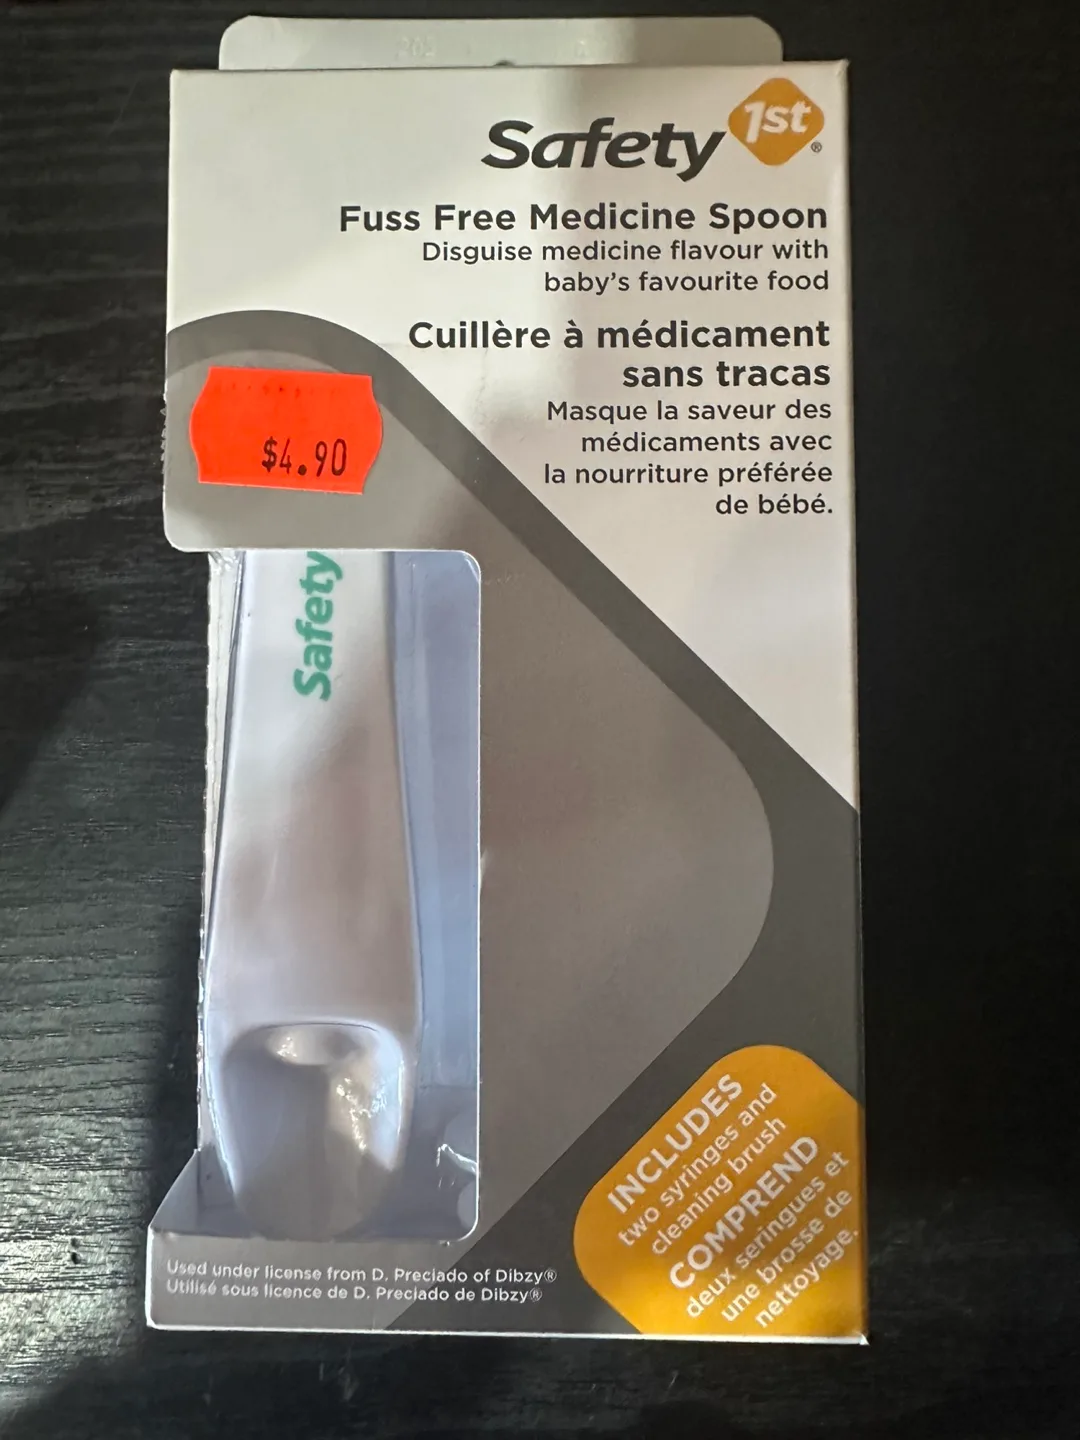 Safety 1st®
Fuss Free Medicine Spoon
Disguise medicine flavour with
baby's favourite food
Cuillère à médicament
sans tracas
Masque la saveur des
médicaments avec
la nourriture préférée
de bébé.
$4.90
Safety
INCLUDES
two syringes and
cleaning brush
COMPREND
deux seringues et
une brosse de
nettoyage.
Used under license from D. Preciado of Dibzy®
Utilisé sous licence de D. Preciado de Dibzy®